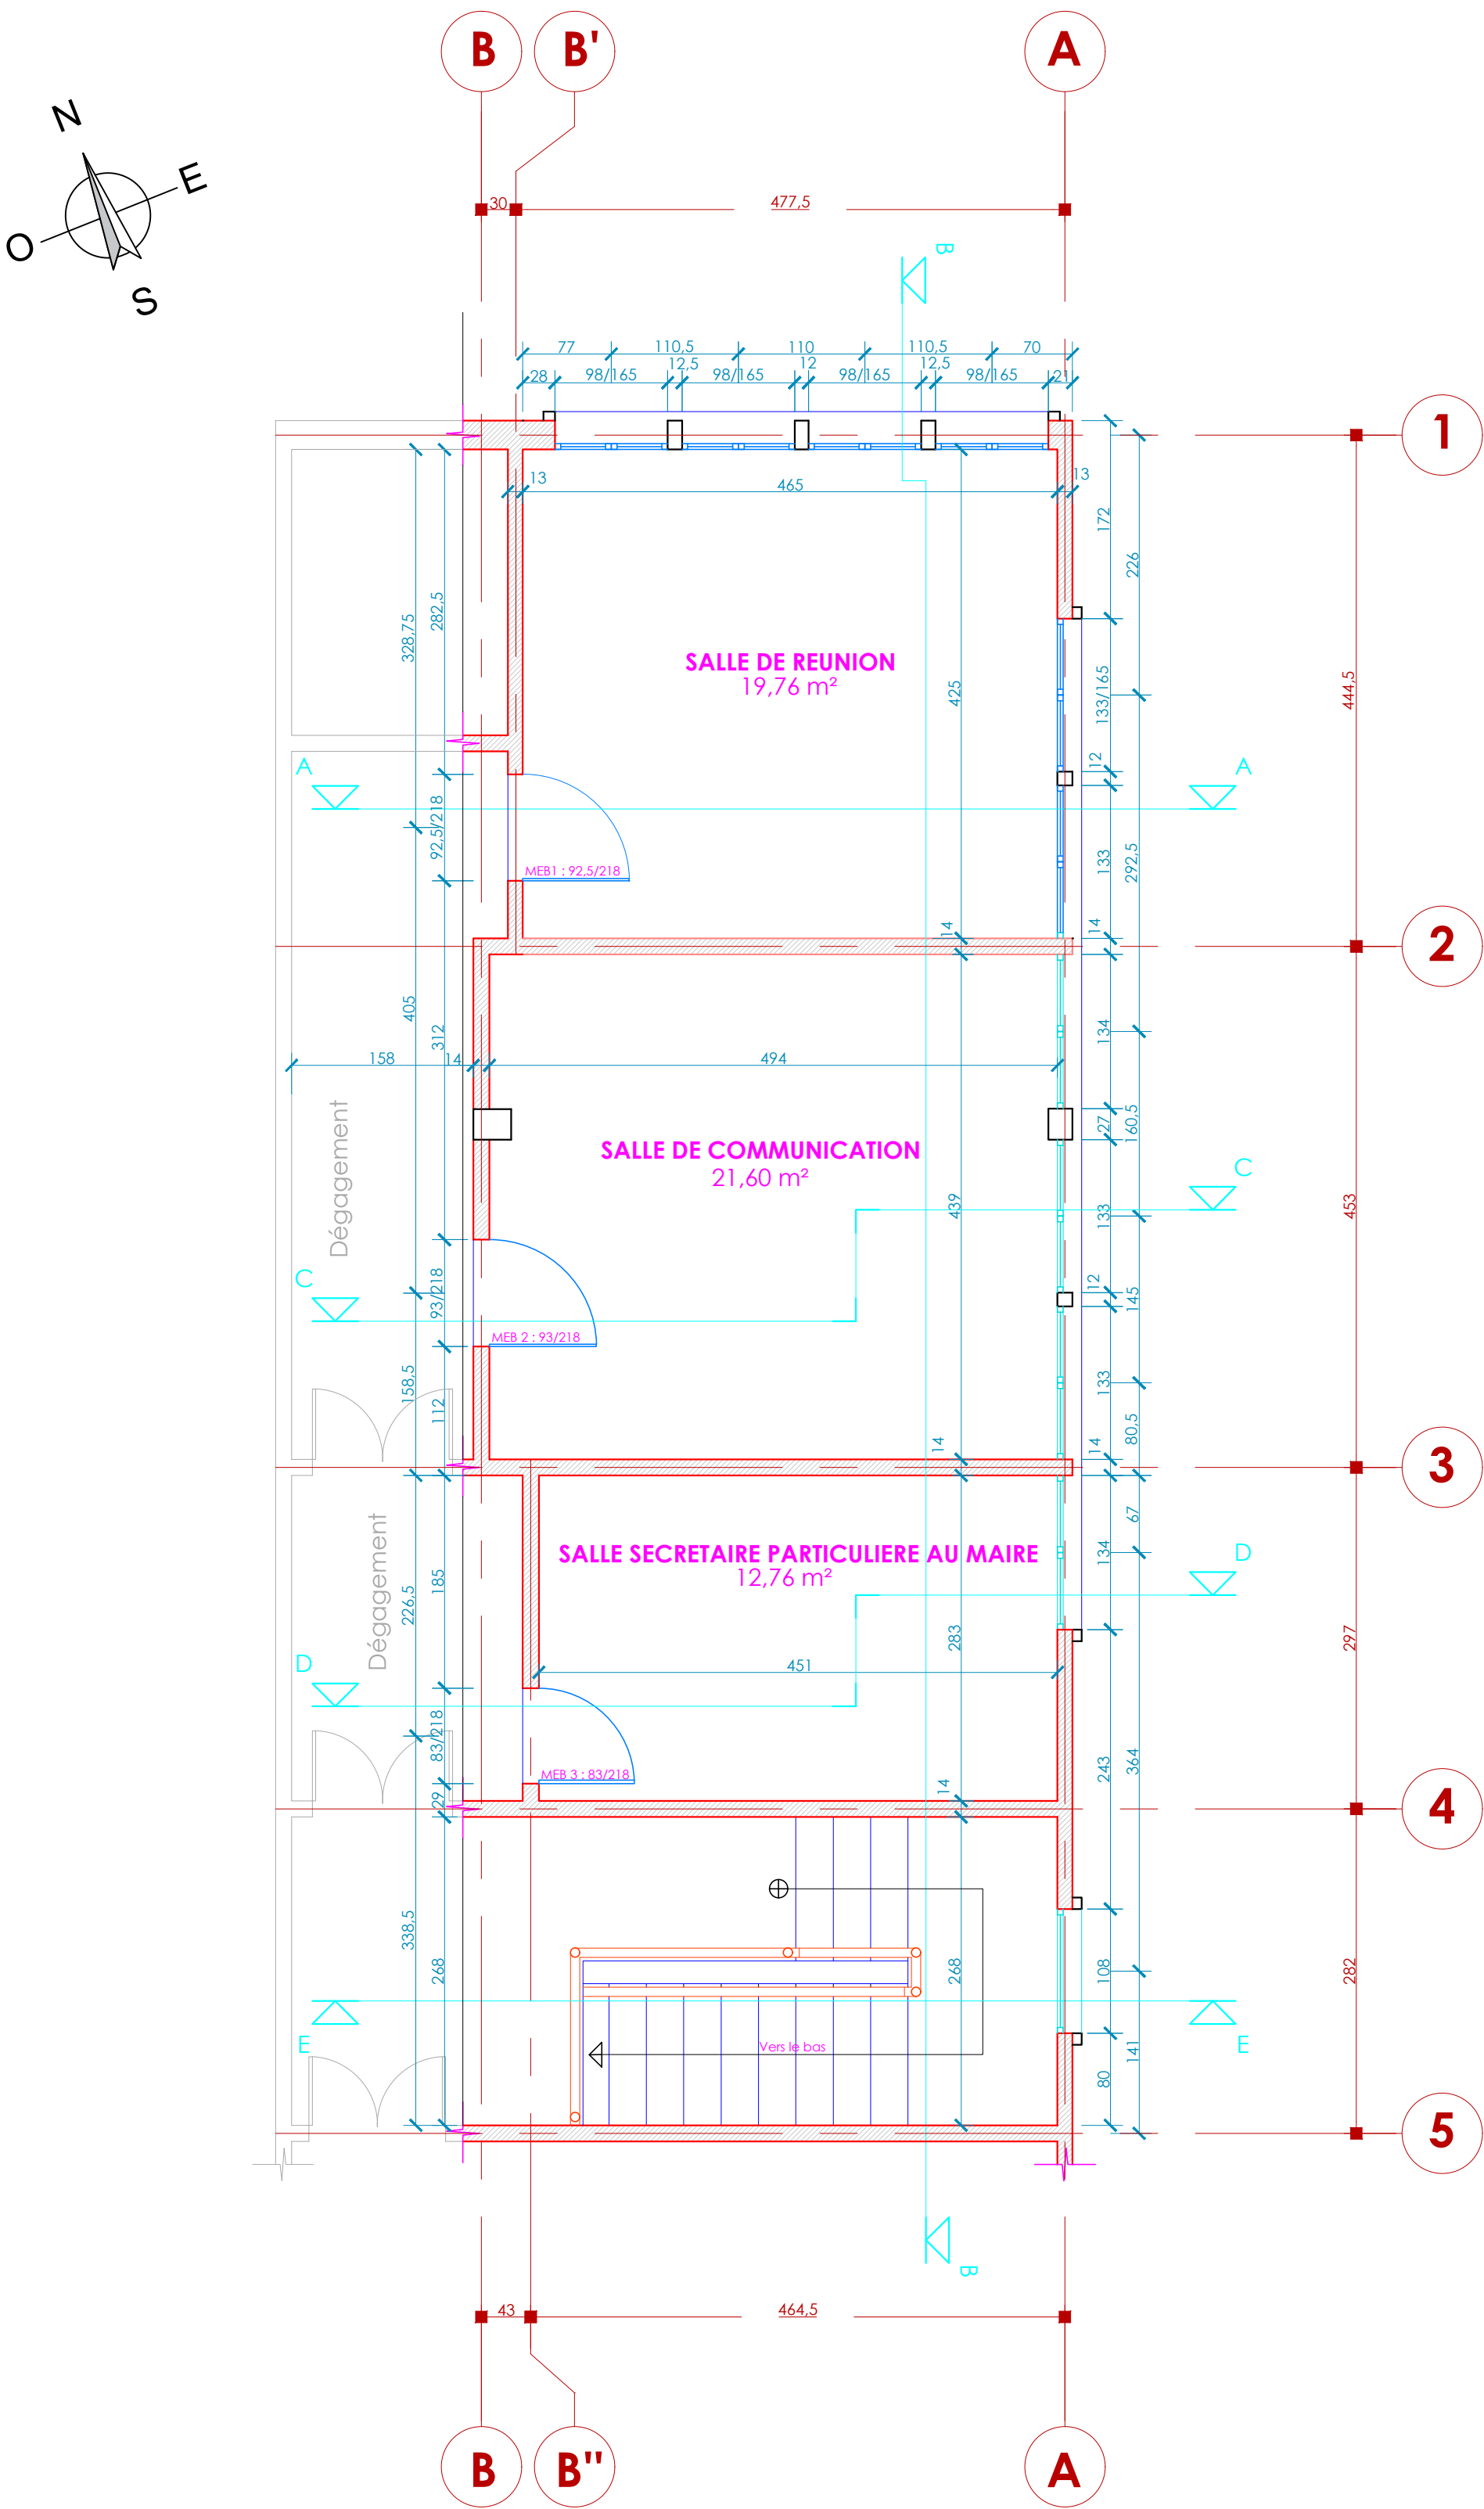 B
B'
A
N
E
O
S
30
477,5
B
77
110,5
110
110,5
70
28
98/165
12,5
98/165
12
98/165
12,5
98/165
21
1
13
465
13
172
226
282,5
328,75
SALLE DE REUNION
19,76 m²
425
133/165
444,5
12
A
A
92,5/218
133
292,5
MEB1 : 92,5/218
14
14
2
405
312
134
158
14
494
Dégagement
27
160,5
SALLE DE COMMUNICATION
21,60 m²
C
439
133
453
C
93/218
12
145
MEB 2 : 93/218
158,5
112
133
80,5
14
14
3
Dégagement
67
SALLE SECRETAIRE PARTICULIERE AU MAIRE
12,76 m²
134
D
185
226,5
283
297
D
451
83/218
364
243
MEB 3 : 83/218
14
29
4
338,5
268
268
108
282
E
Vers le bas
E
141
80
5
B
43
464,5
B
B"
A